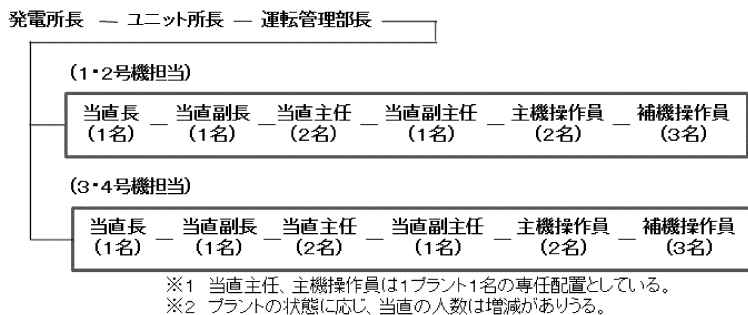 発電所長 ― ユニット所長 ― 運転管理部長
(1・2号機担当)
当直長 ― 当直副長 ― 当直主任 ― 当直副主任 ― 主機操作員 ― 補機操作員
(1名) (1名) (2名) (1名) (2名) (3名)
(3・4号機担当)
当直長 ― 当直副長 ― 当直主任 ― 当直副主任 ― 主機操作員 ― 補機操作員
(1名) (1名) (2名) (1名) (2名) (3名)
※1 当直主任、主機操作員は1プラント1名の専任配置としている。
※2 プラントの状態に応じ、当直の人数は増減がありうる。